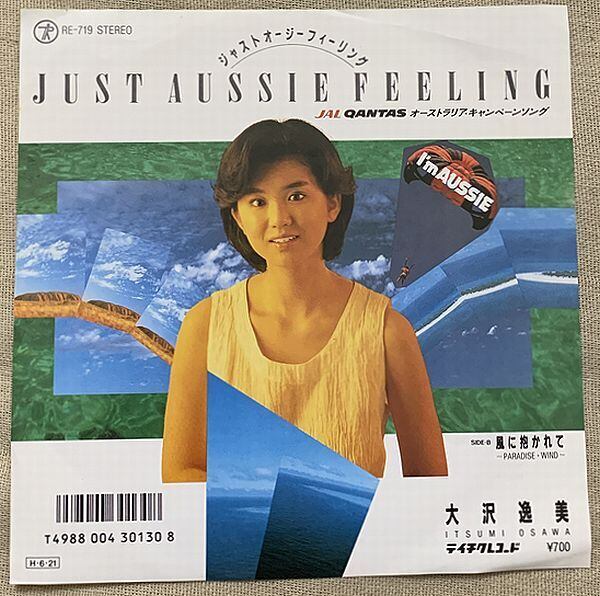 RE-719 STEREO
ジャストオージーフィーリング
JUST AUSSIE FEELING
JAL QANTAS オーストラリア・キャンペーンソング
I'm AUSSIE
SIDE-B 風に抱かれて
〜PARADISE・WIND〜
大沢逸美
ITSUMI OSAWA
テイチクレコード ¥700
T4988 004 30130 8
H・6・21